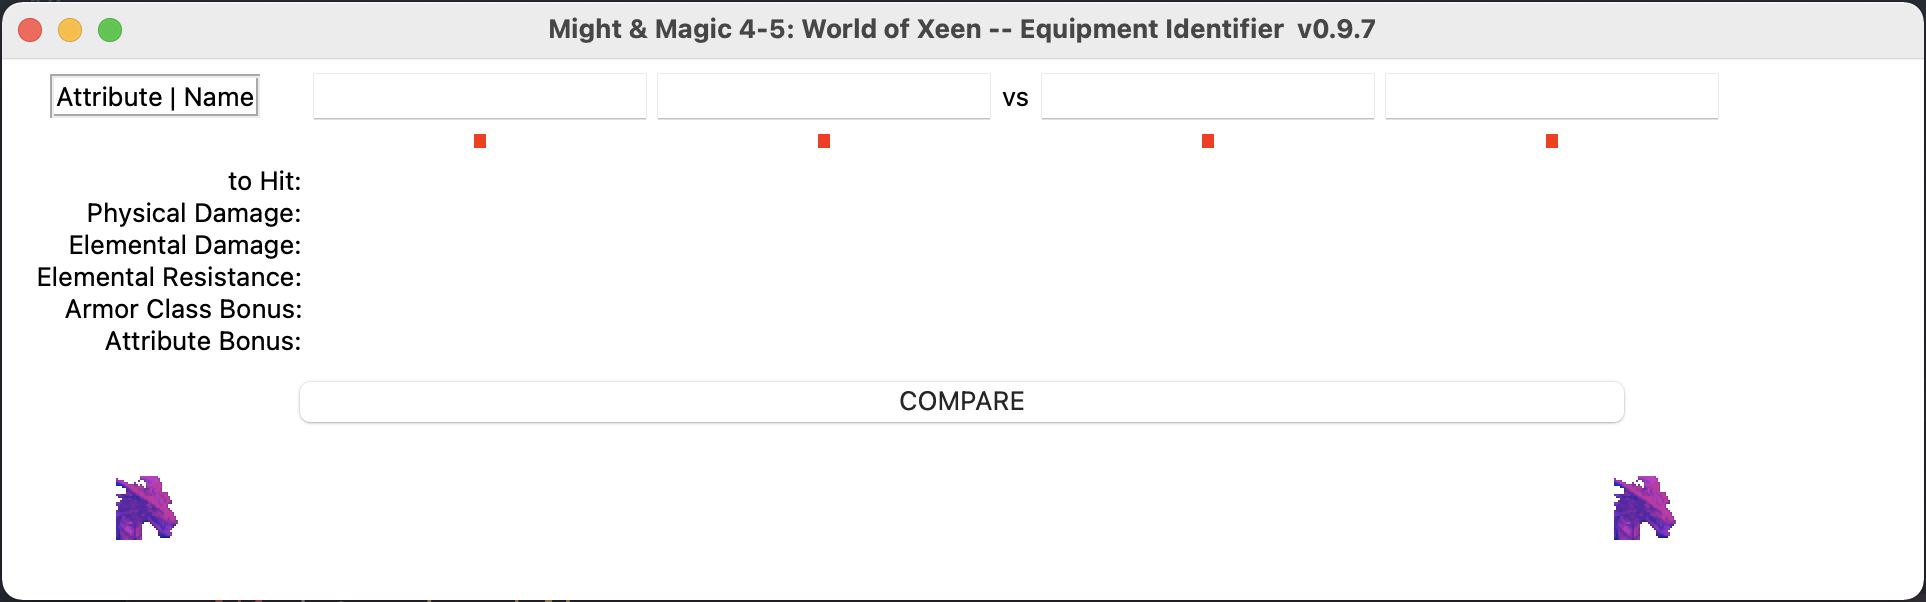 Might & Magic 4-5: World of Xeen -- Equipment Identifier  v0.9.7
Attribute | Name vs
to Hit:
Physical Damage:
Elemental Damage:
Elemental Resistance:
Armor Class Bonus:
Attribute Bonus:
COMPARE